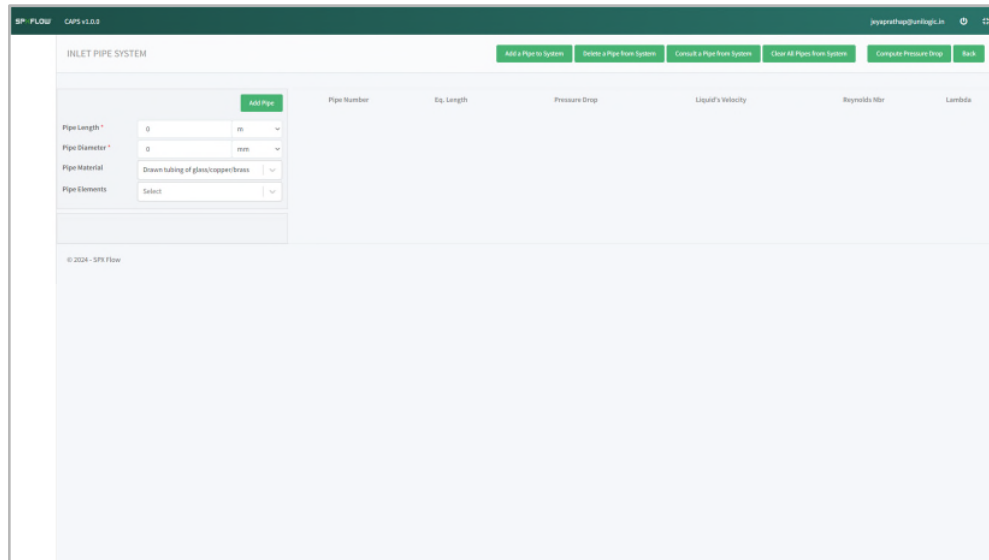 SPXFLOW CAPS v1.0.0 jeyaprathap@unilogic.in
INLET PIPE SYSTEM Add a Pipe to System Delete a Pipe from System Consult a Pipe from System Clear All Pipes from System Compute Pressure Drop Back
Add Pipe Pipe Number Eq. Length Pressure Drop Liquid's Velocity Reynolds Nbr Lambda
Pipe Length * 0 m
Pipe Diameter * 0 mm
Pipe Material Drawn tubing of glass/copper/brass
Pipe Elements Select
© 2024 - SPX Flow